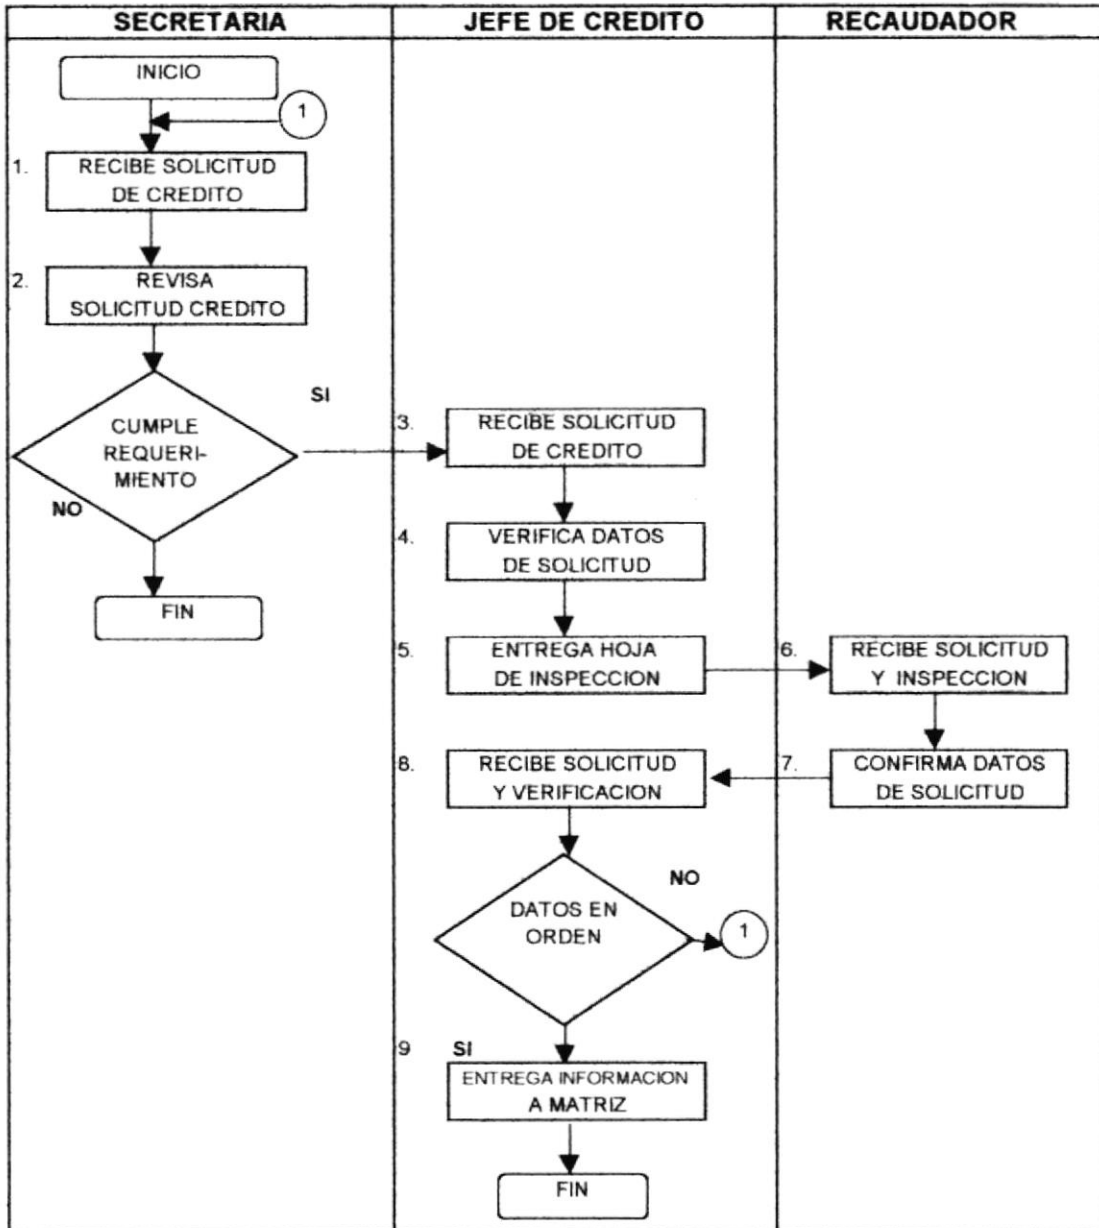 SECRETARIA
JEFE DE CREDITO
RECAUDADOR
INICIO
1
1.
RECIBE SOLICITUD
DE CREDITO
2.
REVISA
SOLICITUD CREDITO
CUMPLE
REQUERI-
MIENTO
SI
NO
FIN
3.
RECIBE SOLICITUD
DE CREDITO
4.
VERIFICA DATOS
DE SOLICITUD
5.
ENTREGA HOJA
DE INSPECCION
6.
RECIBE SOLICITUD
Y INSPECCION
7.
CONFIRMA DATOS
DE SOLICITUD
8.
RECIBE SOLICITUD
Y VERIFICACION
DATOS EN
ORDEN
NO
1
SI
9
ENTREGA INFORMACION
A MATRIZ
FIN